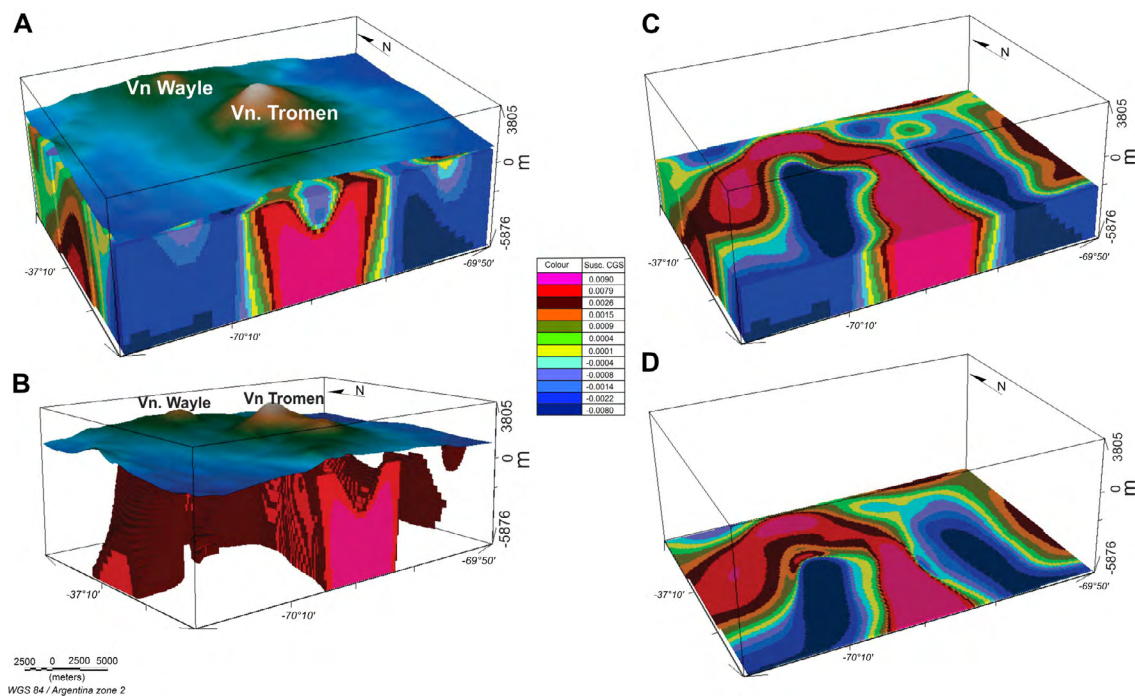 A
N
Vn Wayle
Vn. Tromen
3805
0
m
-5876
-37°10'
-70°10'
-69°50'
B
N
Vn. Wayle
Vn Tromen
3805
0
m
-5876
-37°10'
-70°10'
-69°50'
2500 0 2500 5000
(meters)
WGS 84 / Argentina zone 2
Colour Susc. CGS
0.0090
0.0079
0.0026
0.0015
0.0009
0.0004
0.0001
-0.0004
-0.0008
-0.0014
-0.0022
-0.0080
C
N
3805
0
m
-5876
-37°10'
-70°10'
-69°50'
D
N
3805
0
m
-5876
-37°10'
-70°10'
-69°50'